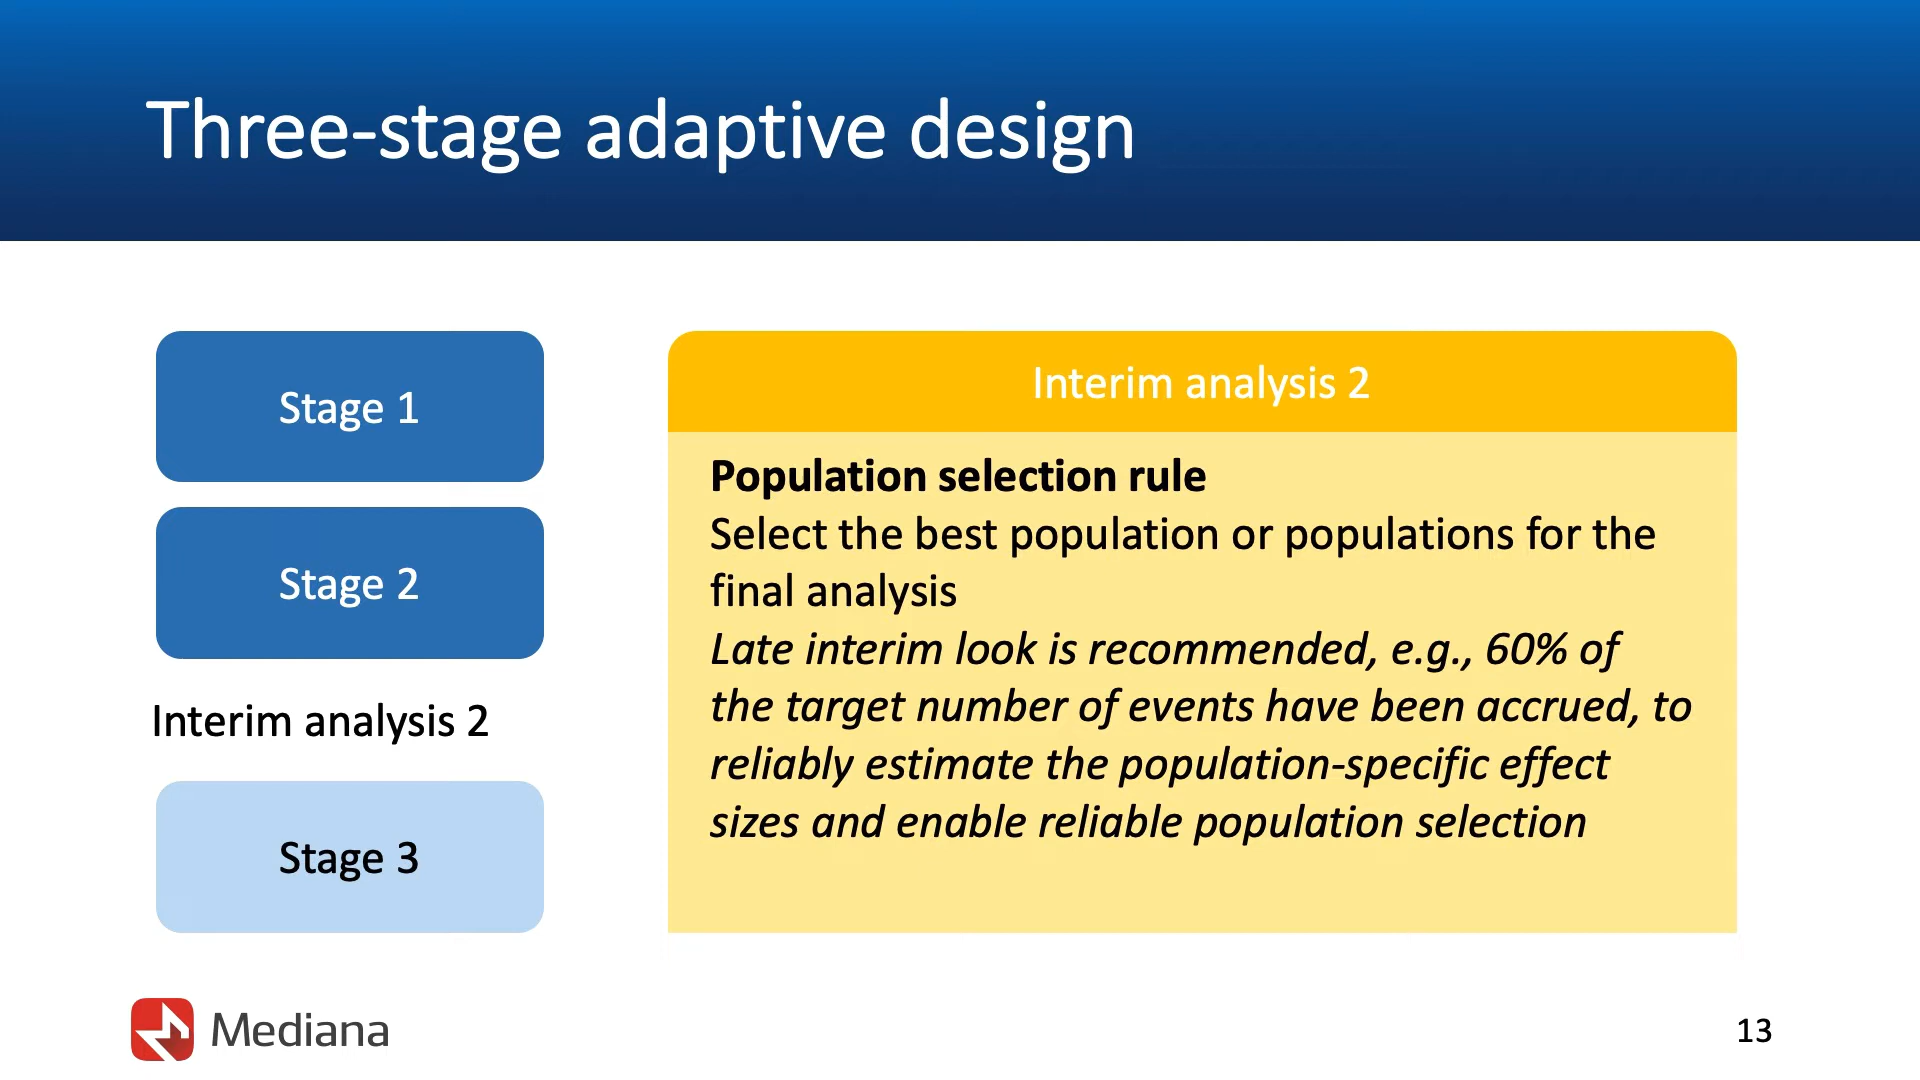 Three-stage adaptive design
Stage 1
Stage 2
Interim analysis 2
Stage 3
Interim analysis 2
Population selection rule
Select the best population or populations for the
final analysis
Late interim look is recommended, e.g., 60% of
the target number of events have been accrued, to
reliably estimate the population-specific effect
sizes and enable reliable population selection
Mediana
13